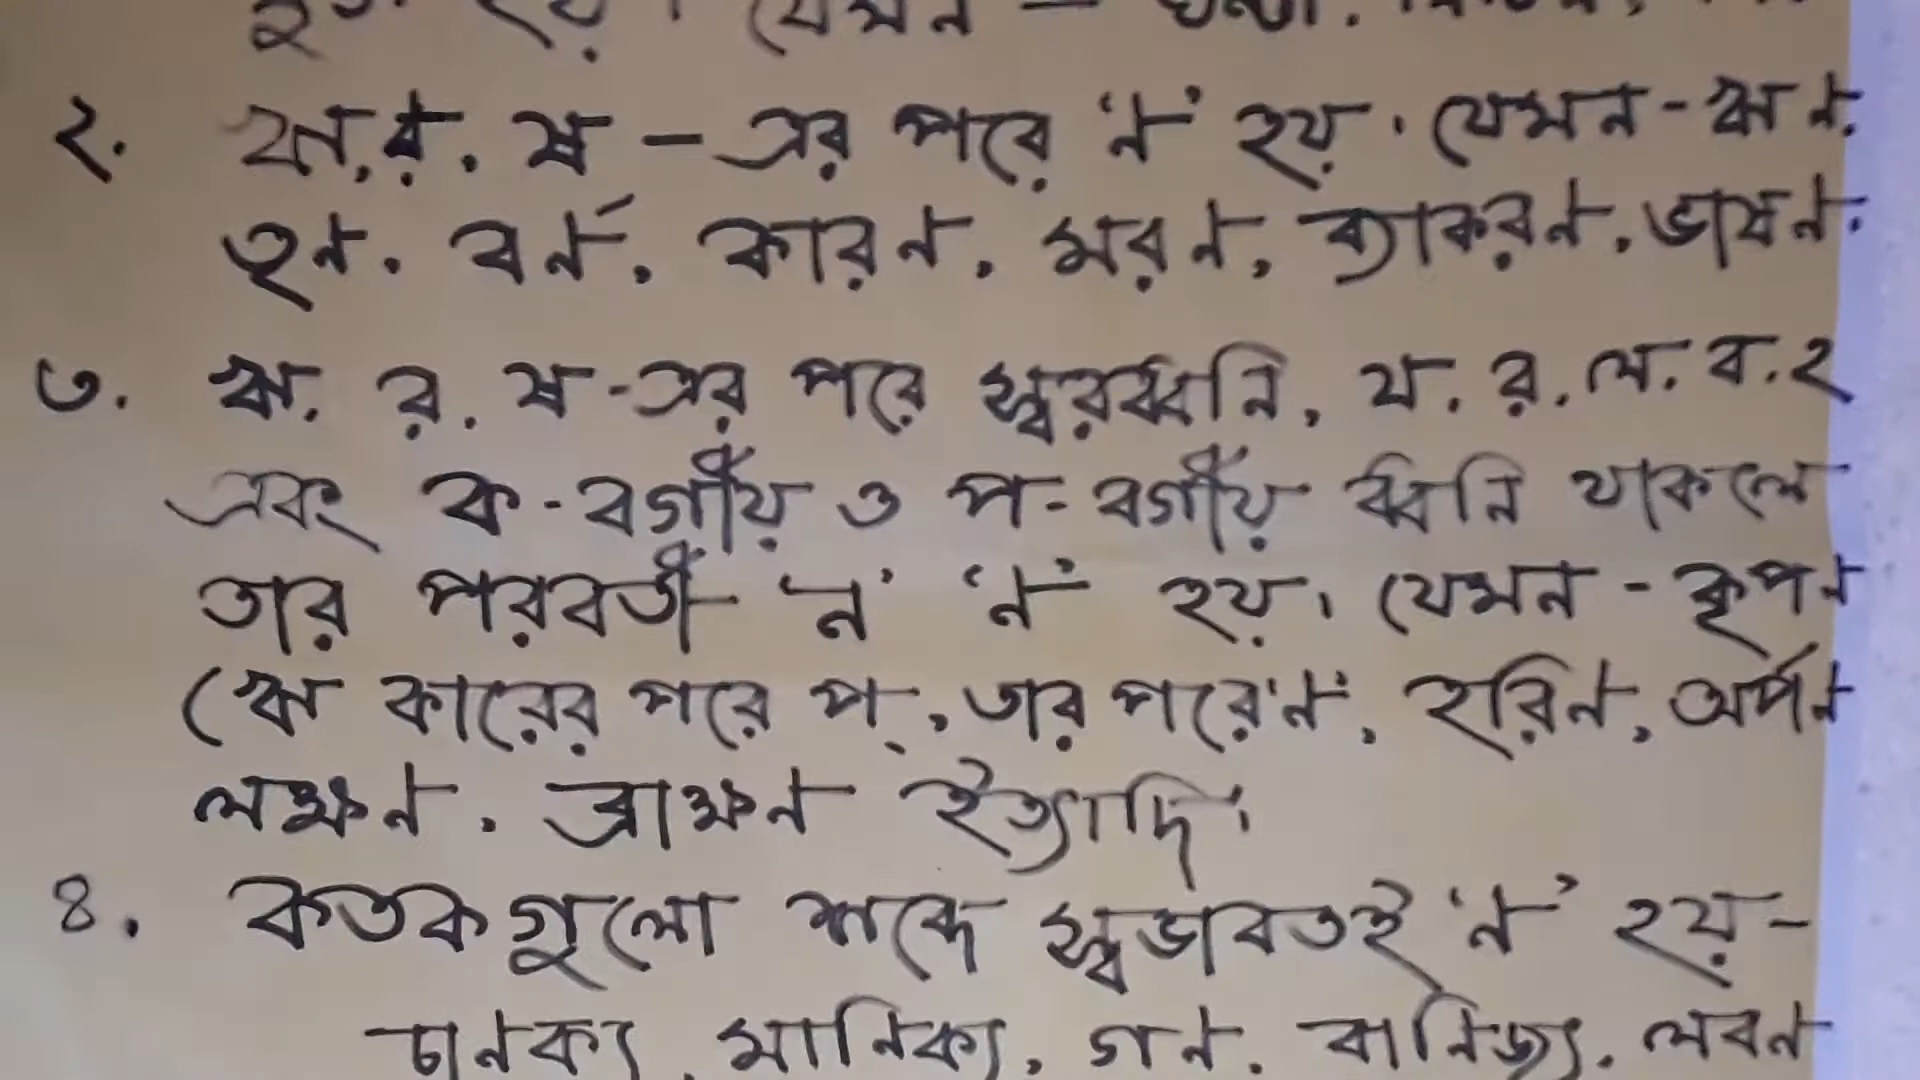 হয়। যেমন -
২. ঋ, র, ষ - এর পরে 'ণ' হয়। যেমন - ঋণ,
তৃণ, বর্ণ, কারণ, মরণ, ব্যাকরণ, ভাষণ,
৩. ঋ, র, ষ - এর পরে স্বরধ্বনি, য, র, ল, ব, হ
এবং ক - বর্গীয় ও প - বর্গীয় ধ্বনি থাকলে
তার পরবর্তী 'ন' 'ণ' হয়। যেমন - কৃপণ
(ঋ কারের পরে প্, তার পরে 'ণ', হরিণ, অর্পণ
লক্ষণ, ব্রাহ্মণ ইত্যাদি।
৪. কতকগুলো শব্দে স্বভাবতই 'ণ' হয় -
চাণক্য, মাণিক্য, গণ, বাণিজ্য, লবণ